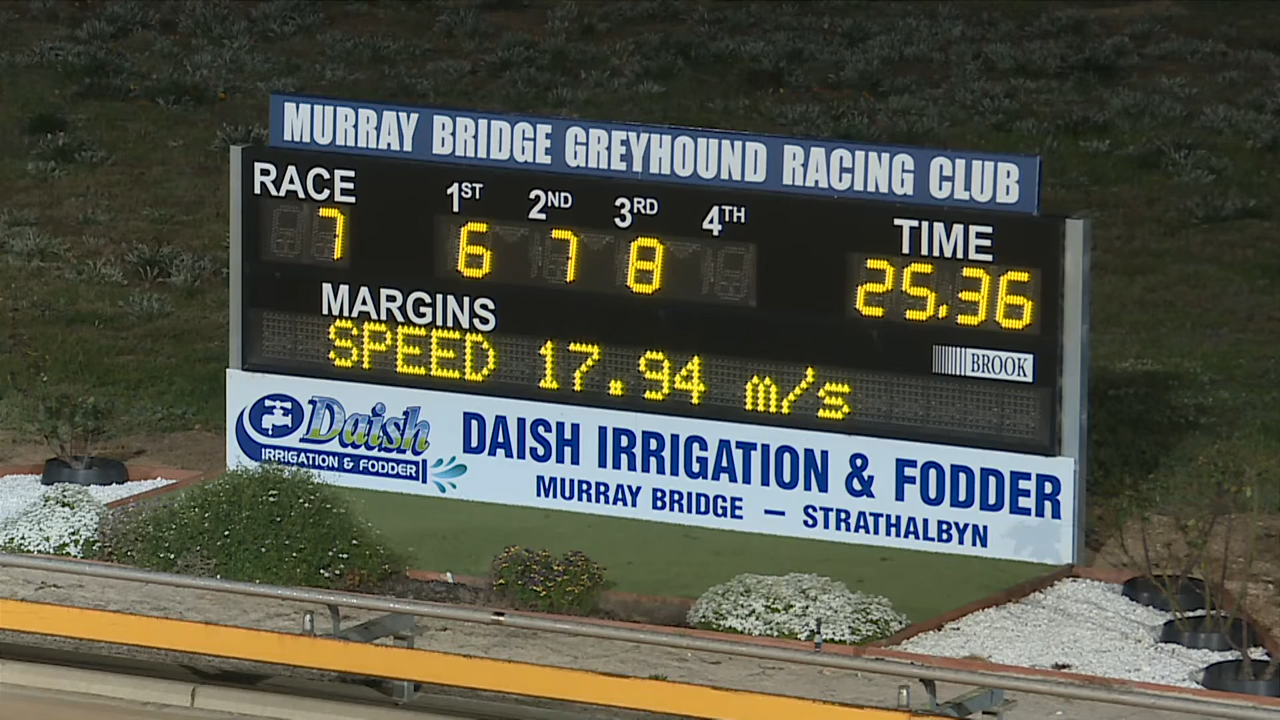 MURRAY BRIDGE GREYHOUND RACING CLUB
RACE 1ST 2ND 3RD 4TH TIME
7 6 7 8 25.36
MARGINS
SPEED 17.94 m/s
BROOK
Daish
IRRIGATION & FODDER
DAISH IRRIGATION & FODDER
MURRAY BRIDGE – STRATHALBYN